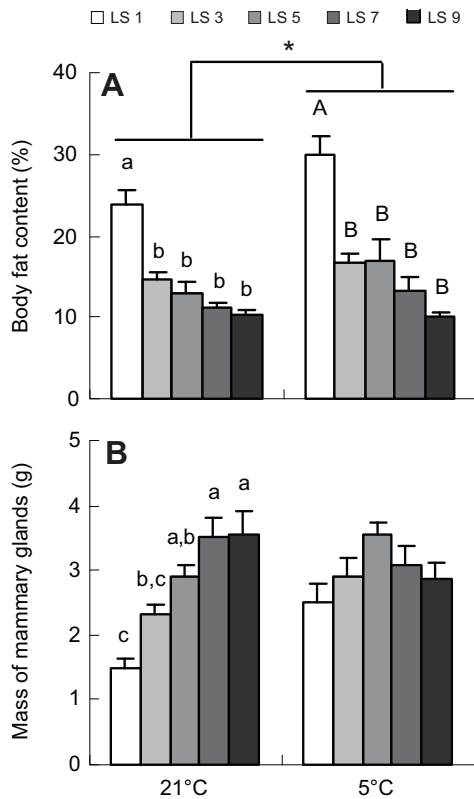 LS 1 LS 3 LS 5 LS 7 LS 9
A
*
Body fat content (%)
40
30
20
10
0
a
b
b
b
b
A
B
B
B
B
B
Mass of mammary glands (g)
5
4
3
2
1
0
c
b,c
a,b
a
a
21°C
5°C